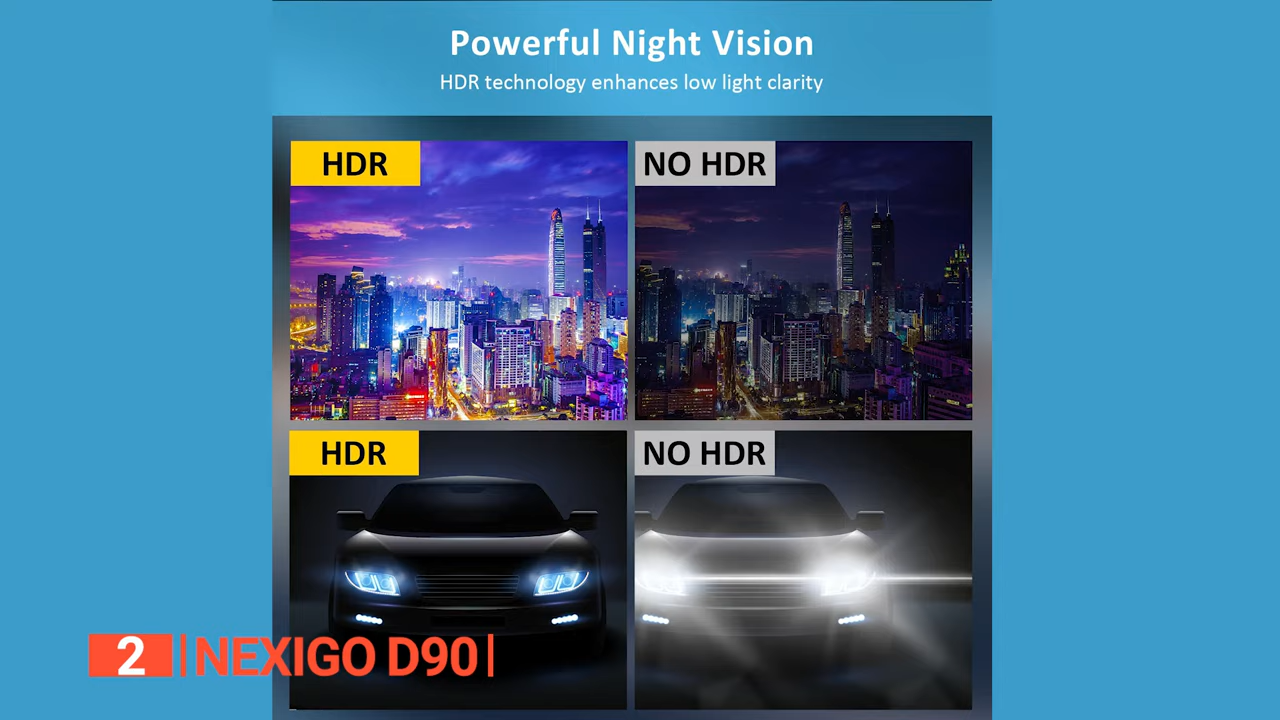 Powerful Night Vision
HDR technology enhances low light clarity
HDR
NO HDR
HDR
NO HDR
2
NEXIGO D90